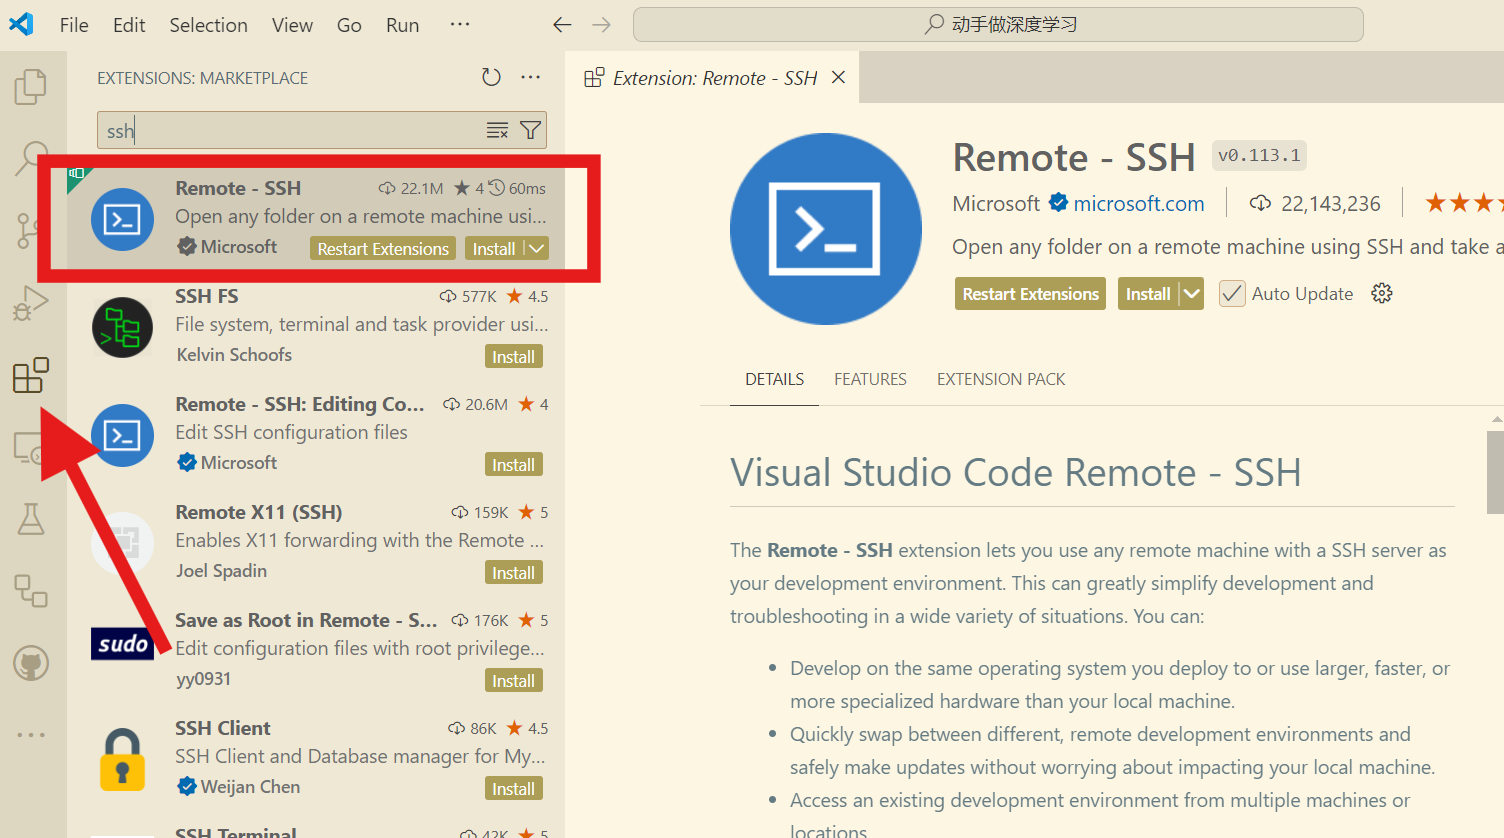 File Edit Selection View Go Run ···
动手做深度学习
EXTENSIONS: MARKETPLACE
ssh
Remote - SSH 22.1M 4 60ms
Open any folder on a remote machine usi...
Microsoft Restart Extensions Install
SSH FS 577K 4.5
File system, terminal and task provider usi...
Kelvin Schoofs Install
Remote - SSH: Editing Co... 20.6M 4
Edit SSH configuration files
Microsoft Install
Remote X11 (SSH) 159K 5
Enables X11 forwarding with the Remote ...
Joel Spadin Install
Save as Root in Remote - S... 176K 5
sudo
Edit configuration files with root privilege...
yy0931 Install
SSH Client 86K 4.5
SSH Client and Database manager for My...
Weijan Chen Install
SSH Terminal 42K 5
Extension: Remote - SSH
Remote - SSH v0.113.1
Microsoft microsoft.com 22,143,236
Open any folder on a remote machine using SSH and take a
Restart Extensions Install Auto Update
DETAILS FEATURES EXTENSION PACK
Visual Studio Code Remote - SSH
The Remote - SSH extension lets you use any remote machine with a SSH server as
your development environment. This can greatly simplify development and
troubleshooting in a wide variety of situations. You can:
• Develop on the same operating system you deploy to or use larger, faster, or
more specialized hardware than your local machine.
• Quickly swap between different, remote development environments and
safely make updates without worrying about impacting your local machine.
• Access an existing development environment from multiple machines or
locations.